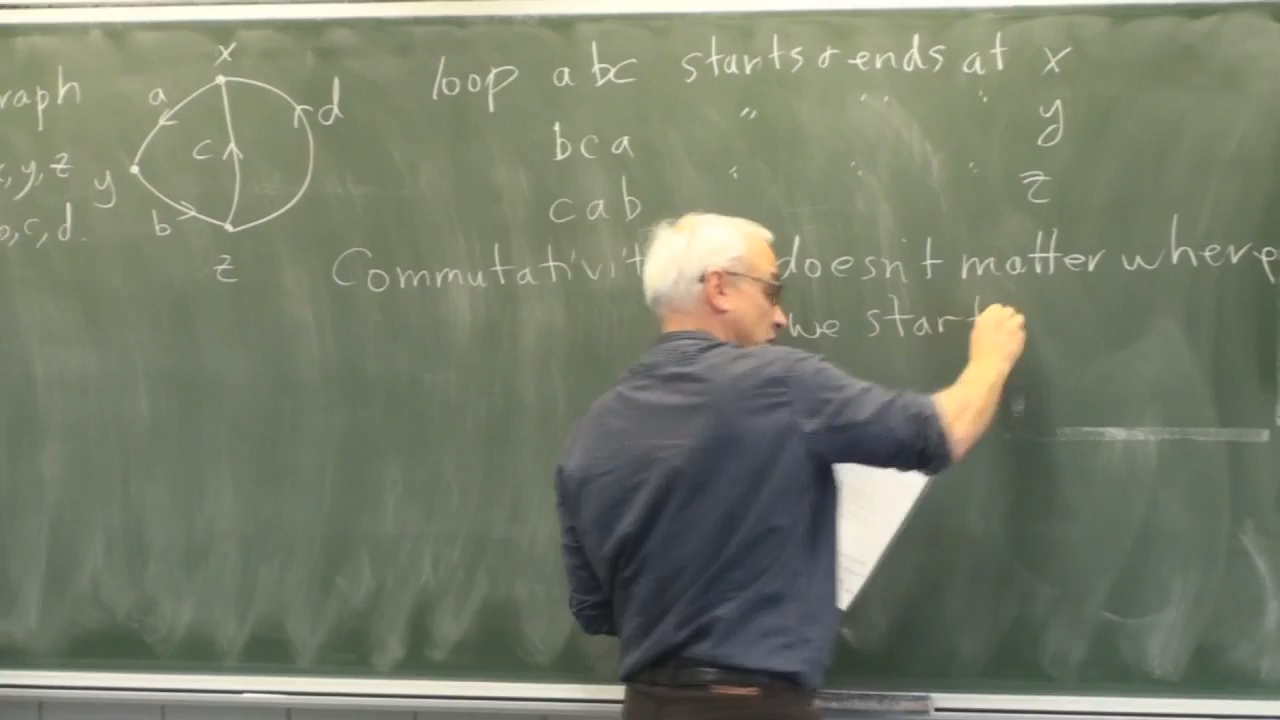 x
a
d
c
y
b
z
raph
x, y, z
b, c, d.
loop abc starts & ends at x
" " " y
bca
" " " z
cab
Commutativit doesn't matter where
we start